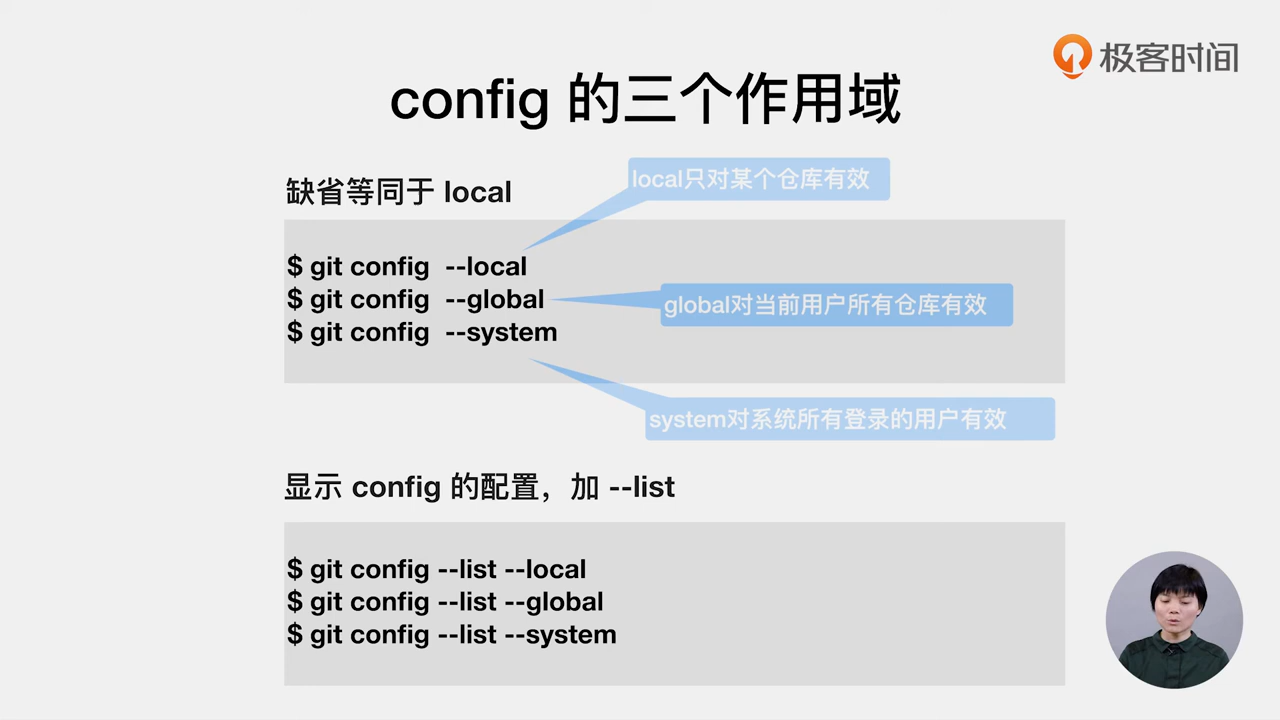 极客时间
config 的三个作用域
缺省等同于 local
local只对某个仓库有效
$ git config --local
$ git config --global
global对当前用户所有仓库有效
$ git config --system
system对系统所有登录的用户有效
显示 config 的配置，加 --list
$ git config --list --local
$ git config --list --global
$ git config --list --system